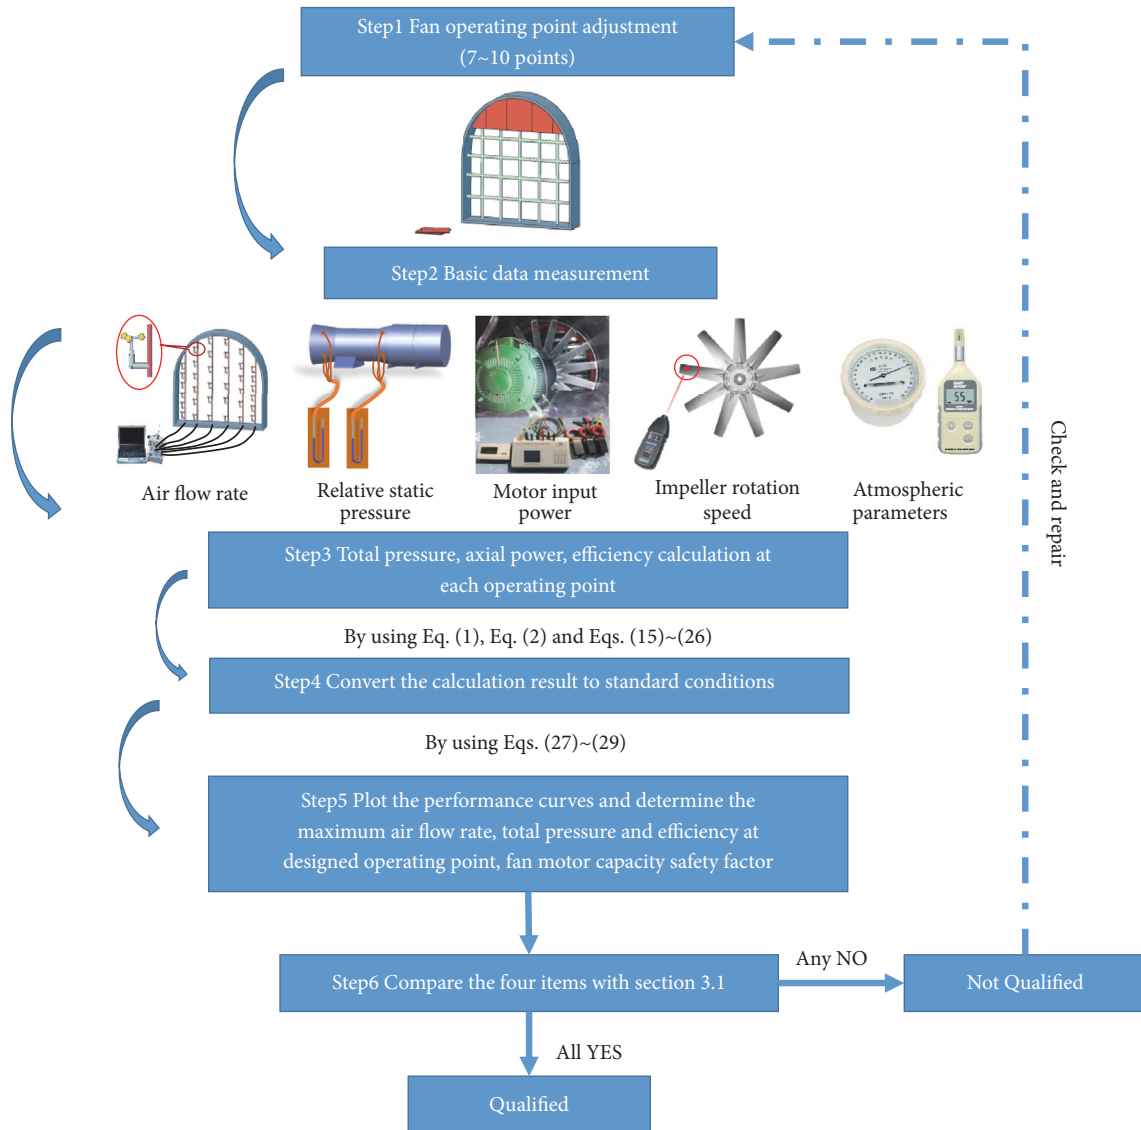 Step1 Fan operating point adjustment
(7~10 points)
Step2 Basic data measurement
55
Air flow rate
Relative static
pressure
Motor input
power
Impeller rotation
speed
Atmospheric
parameters
Check and repair
Step3 Total pressure, axial power, efficiency calculation at
each operating point
By using Eq. (1), Eq. (2) and Eqs. (15)~(26)
Step4 Convert the calculation result to standard conditions
By using Eqs. (27)~(29)
Step5 Plot the performance curves and determine the
maximum air flow rate, total pressure and efficiency at
designed operating point, fan motor capacity safety factor
Step6 Compare the four items with section 3.1
Any NO
Not Qualified
All YES
Qualified